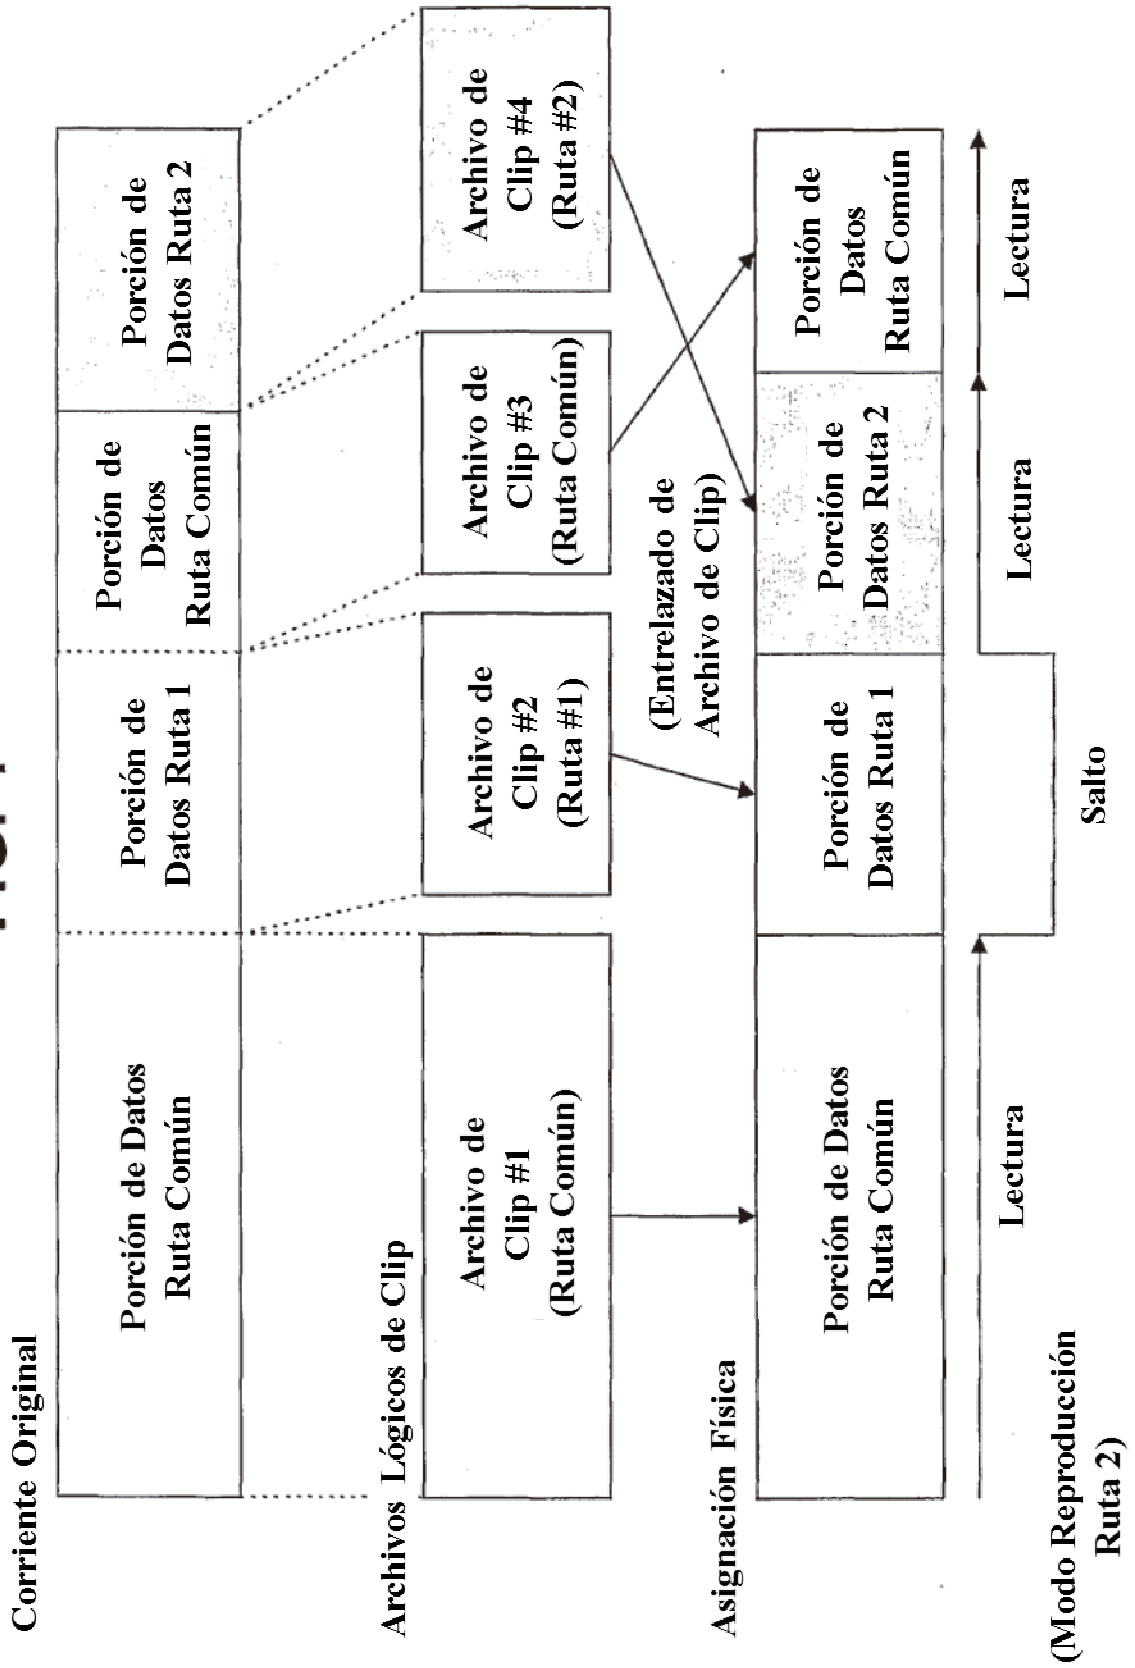 Corriente Original
Porción de Datos
Ruta Común
Porción de
Datos Ruta 1
Porción de
Datos
Ruta Común
Porción de
Datos Ruta 2
Archivos Lógicos de Clip
Archivo de
Clip #1
(Ruta Común)
Archivo de
Clip #2
(Ruta #1)
Archivo de
Clip #3
(Ruta Común)
Archivo de
Clip #4
(Ruta #2)
(Entrelazado de
Archivo de Clip)
Asignación Física
Porción de Datos
Ruta Común
Porción de
Datos Ruta 1
Porción de
Datos Ruta 2
Porción de
Datos
Ruta Común
Lectura
Salto
Lectura
Lectura
(Modo Reproducción
Ruta 2)